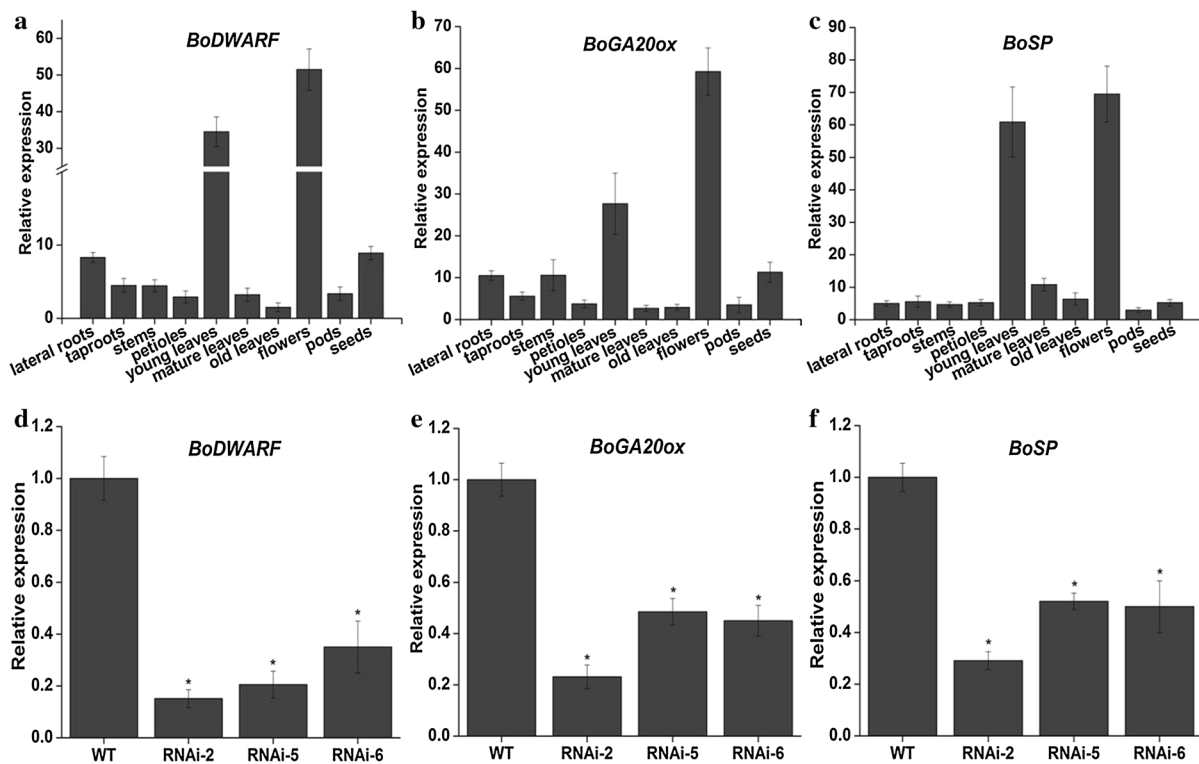 a
BoDWARF
Relative expression
60
50
40
30
10
0
lateral roots
taproots
stems
petioles
young leaves
mature leaves
old leaves
flowers
pods
seeds
b
BoGA20ox
Relative expression
70
60
50
40
30
20
10
0
lateral roots
taproots
stems
petioles
young leaves
mature leaves
old leaves
flowers
pods
seeds
c
BoSP
Relative expression
90
80
70
60
50
40
30
20
10
0
lateral roots
taproots
stems
petioles
young leaves
mature leaves
old leaves
flowers
pods
seeds
d
BoDWARF
Relative expression
1.2
1.0
0.8
0.6
0.4
0.2
0.0
*
*
*
WT
RNAi-2
RNAi-5
RNAi-6
e
BoGA20ox
Relative expression
1.2
1.0
0.8
0.6
0.4
0.2
0.0
*
*
*
WT
RNAi-2
RNAi-5
RNAi-6
f
BoSP
Relative expression
1.2
1.0
0.8
0.6
0.4
0.2
0.0
*
*
*
WT
RNAi-2
RNAi-5
RNAi-6